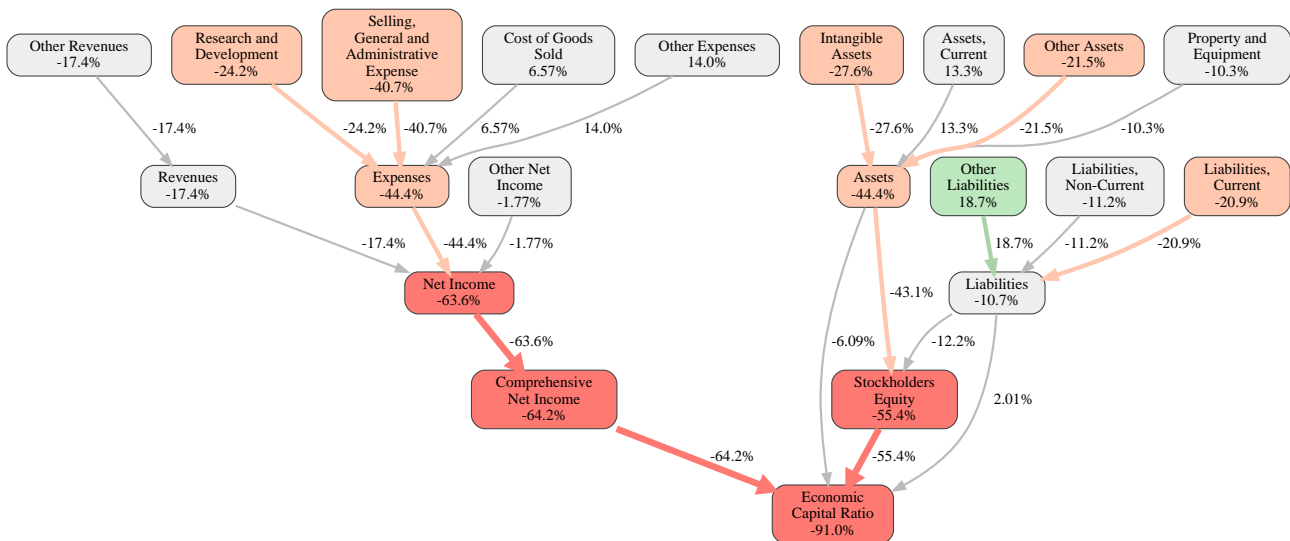 Other Revenues
-17.4%
Research and
Development
-24.2%
Selling,
General and
Administrative
Expense
-40.7%
Cost of Goods
Sold
6.57%
Other Expenses
14.0%
Intangible
Assets
-27.6%
Assets,
Current
13.3%
Other Assets
-21.5%
Property and
Equipment
-10.3%
-17.4%
-24.2%
-40.7%
6.57%
14.0%
-27.6%
13.3%
-21.5%
-10.3%
Revenues
-17.4%
Expenses
-44.4%
Other Net
Income
-1.77%
Assets
-44.4%
Other
Liabilities
18.7%
Liabilities,
Non-Current
-11.2%
Liabilities,
Current
-20.9%
-17.4%
-44.4%
-1.77%
18.7%
-11.2%
-20.9%
Net Income
-63.6%
-43.1%
Liabilities
-10.7%
-63.6%
-6.09%
-12.2%
Comprehensive
Net Income
-64.2%
Stockholders
Equity
-55.4%
2.01%
-64.2%
-55.4%
Economic
Capital Ratio
-91.0%